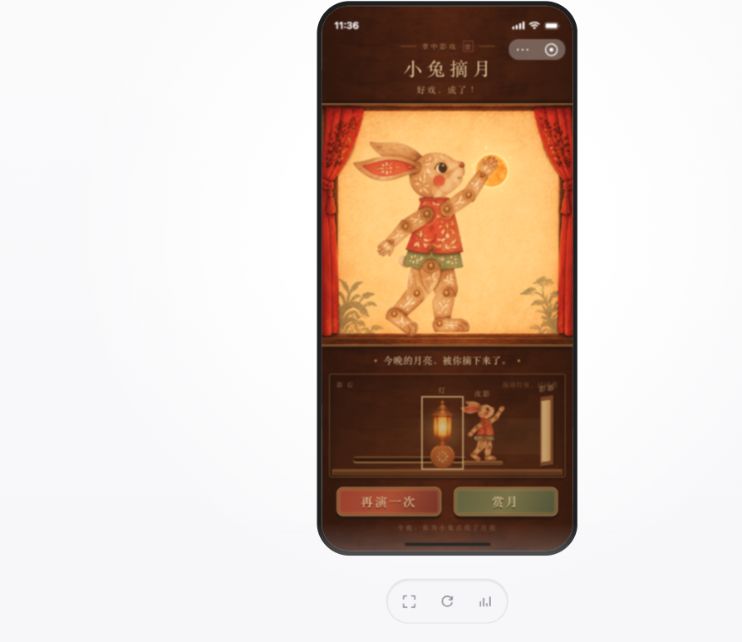 11:36
掌中影戏
小兔摘月
好戏，成了！
今晚的月亮，被你摘下来了。
灯
皮影
再演一次
赏月